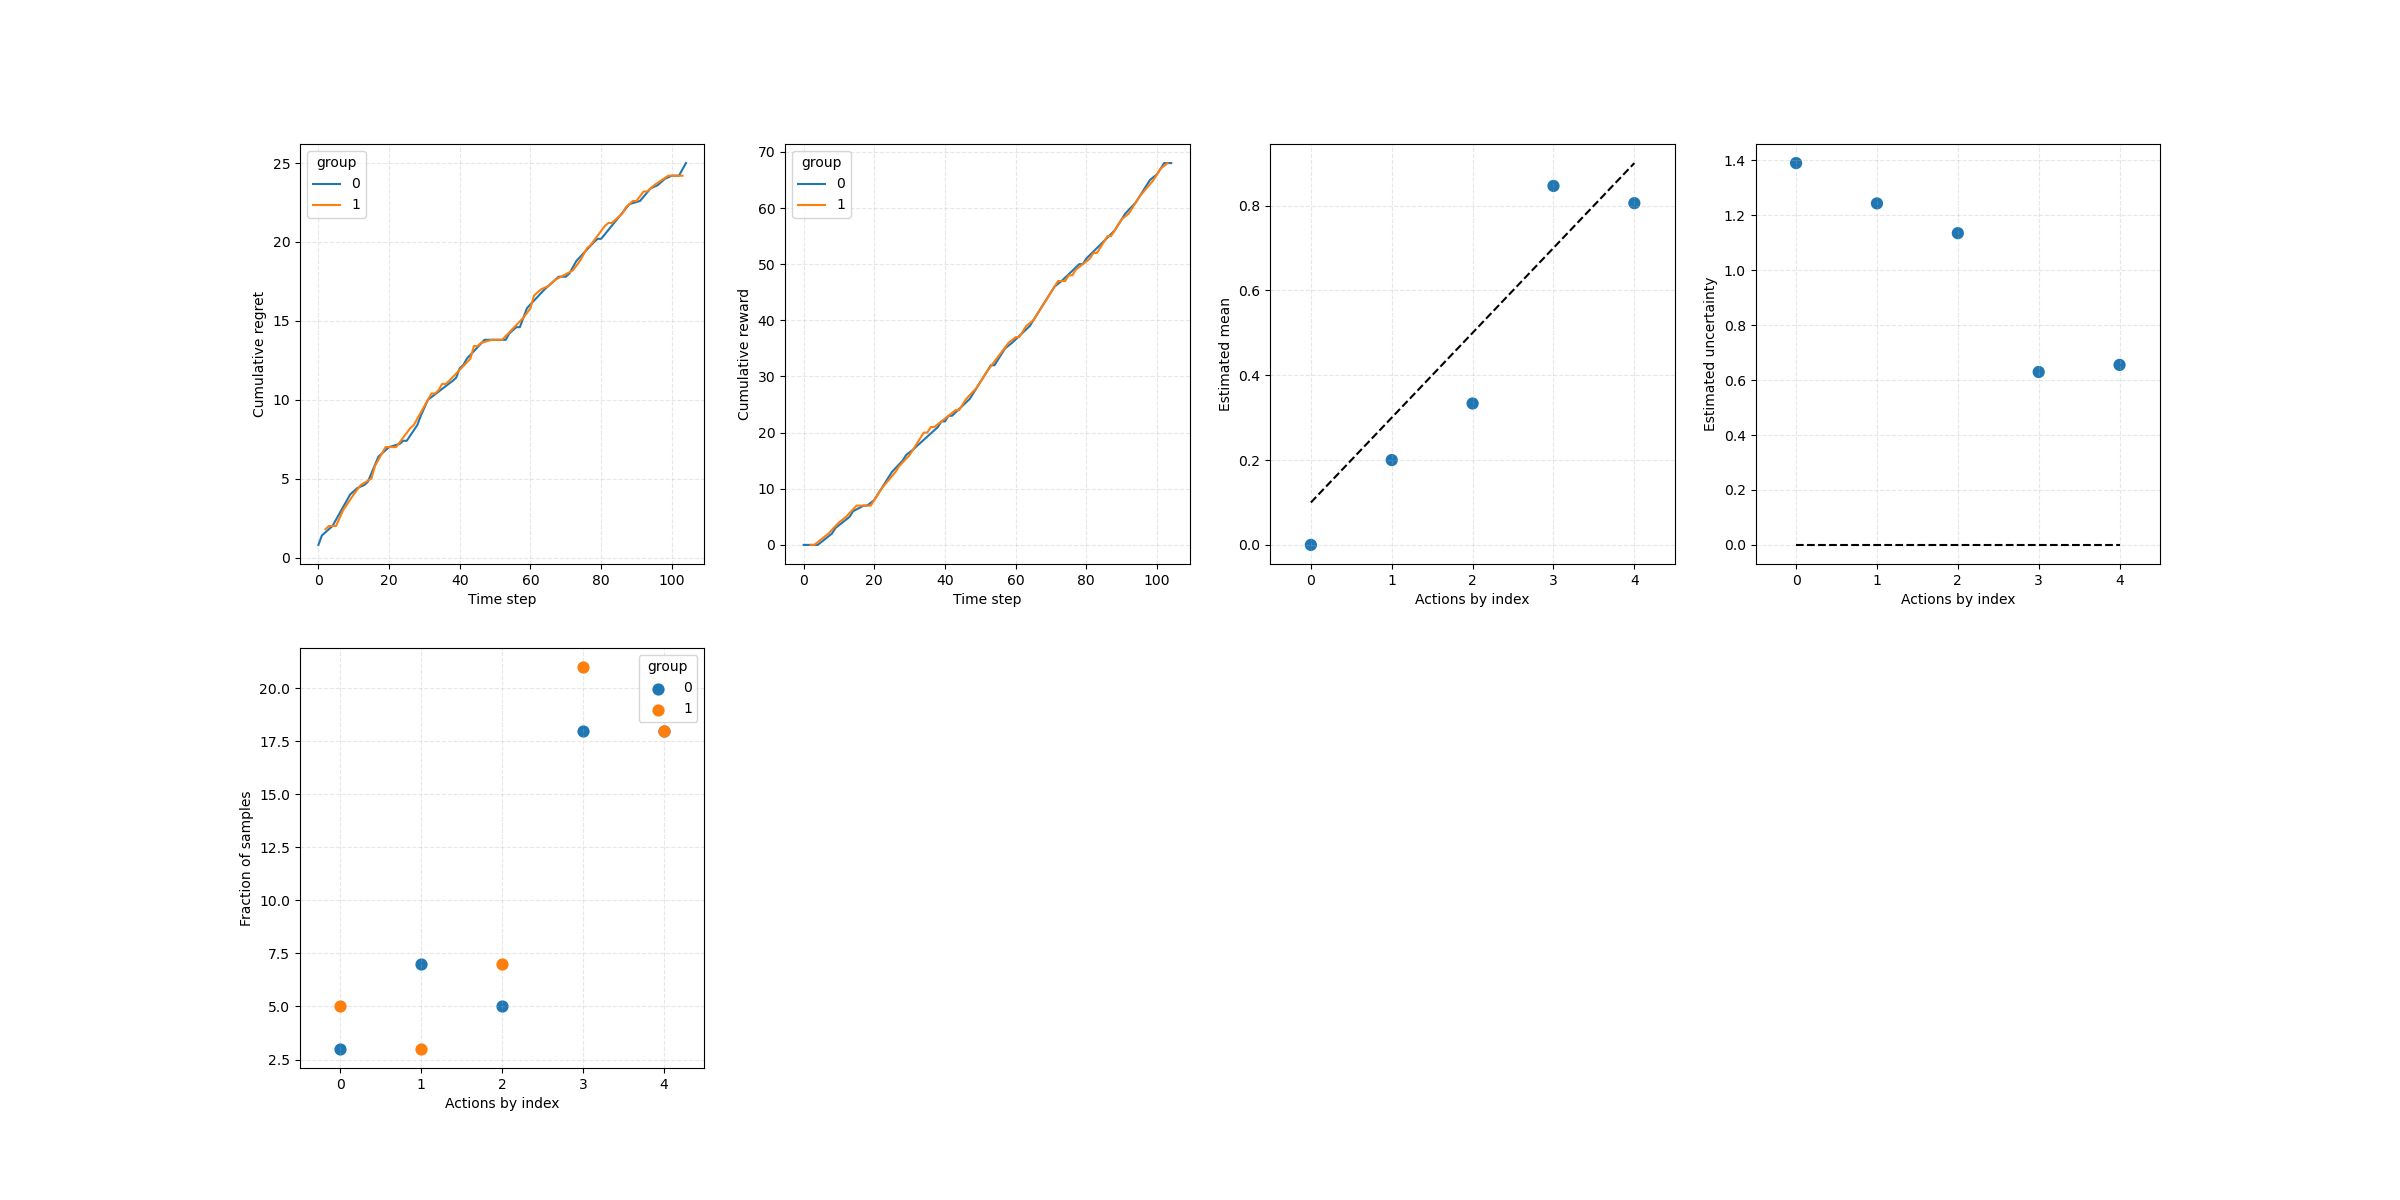 group
0
1
25
20
15
10
5
0
Cumulative regret
0 20 40 60 80 100
Time step
group
0
1
70
60
50
40
30
20
10
0
Cumulative reward
0 20 40 60 80 100
Time step
0.8
0.6
0.4
0.2
0.0
Estimated mean
0 1 2 3 4
Actions by index
1.4
1.2
1.0
0.8
0.6
0.4
0.2
0.0
Estimated uncertainty
0 1 2 3 4
Actions by index
group
0
1
20.0
17.5
15.0
12.5
10.0
7.5
5.0
2.5
Fraction of samples
0 1 2 3 4
Actions by index